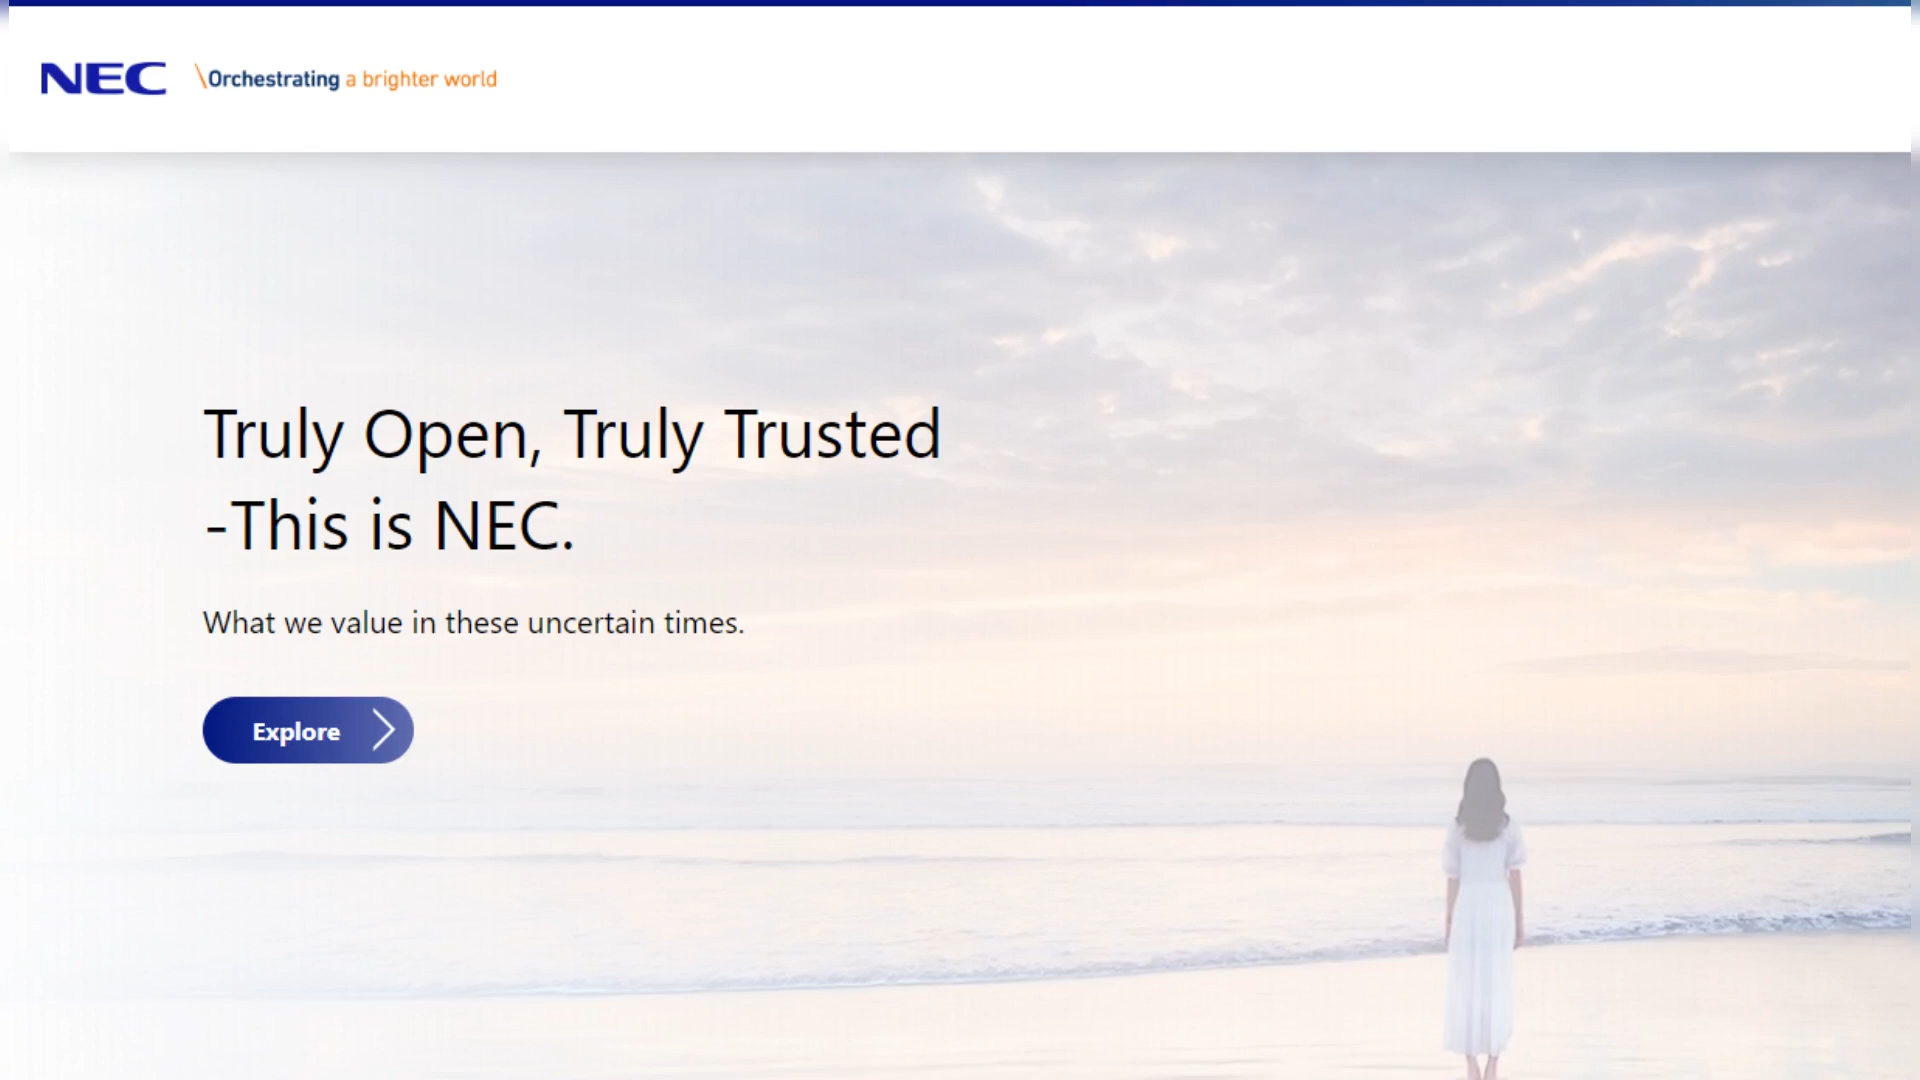 NEC \Orchestrating a brighter world
Truly Open, Truly Trusted
-This is NEC.
What we value in these uncertain times.
Explore